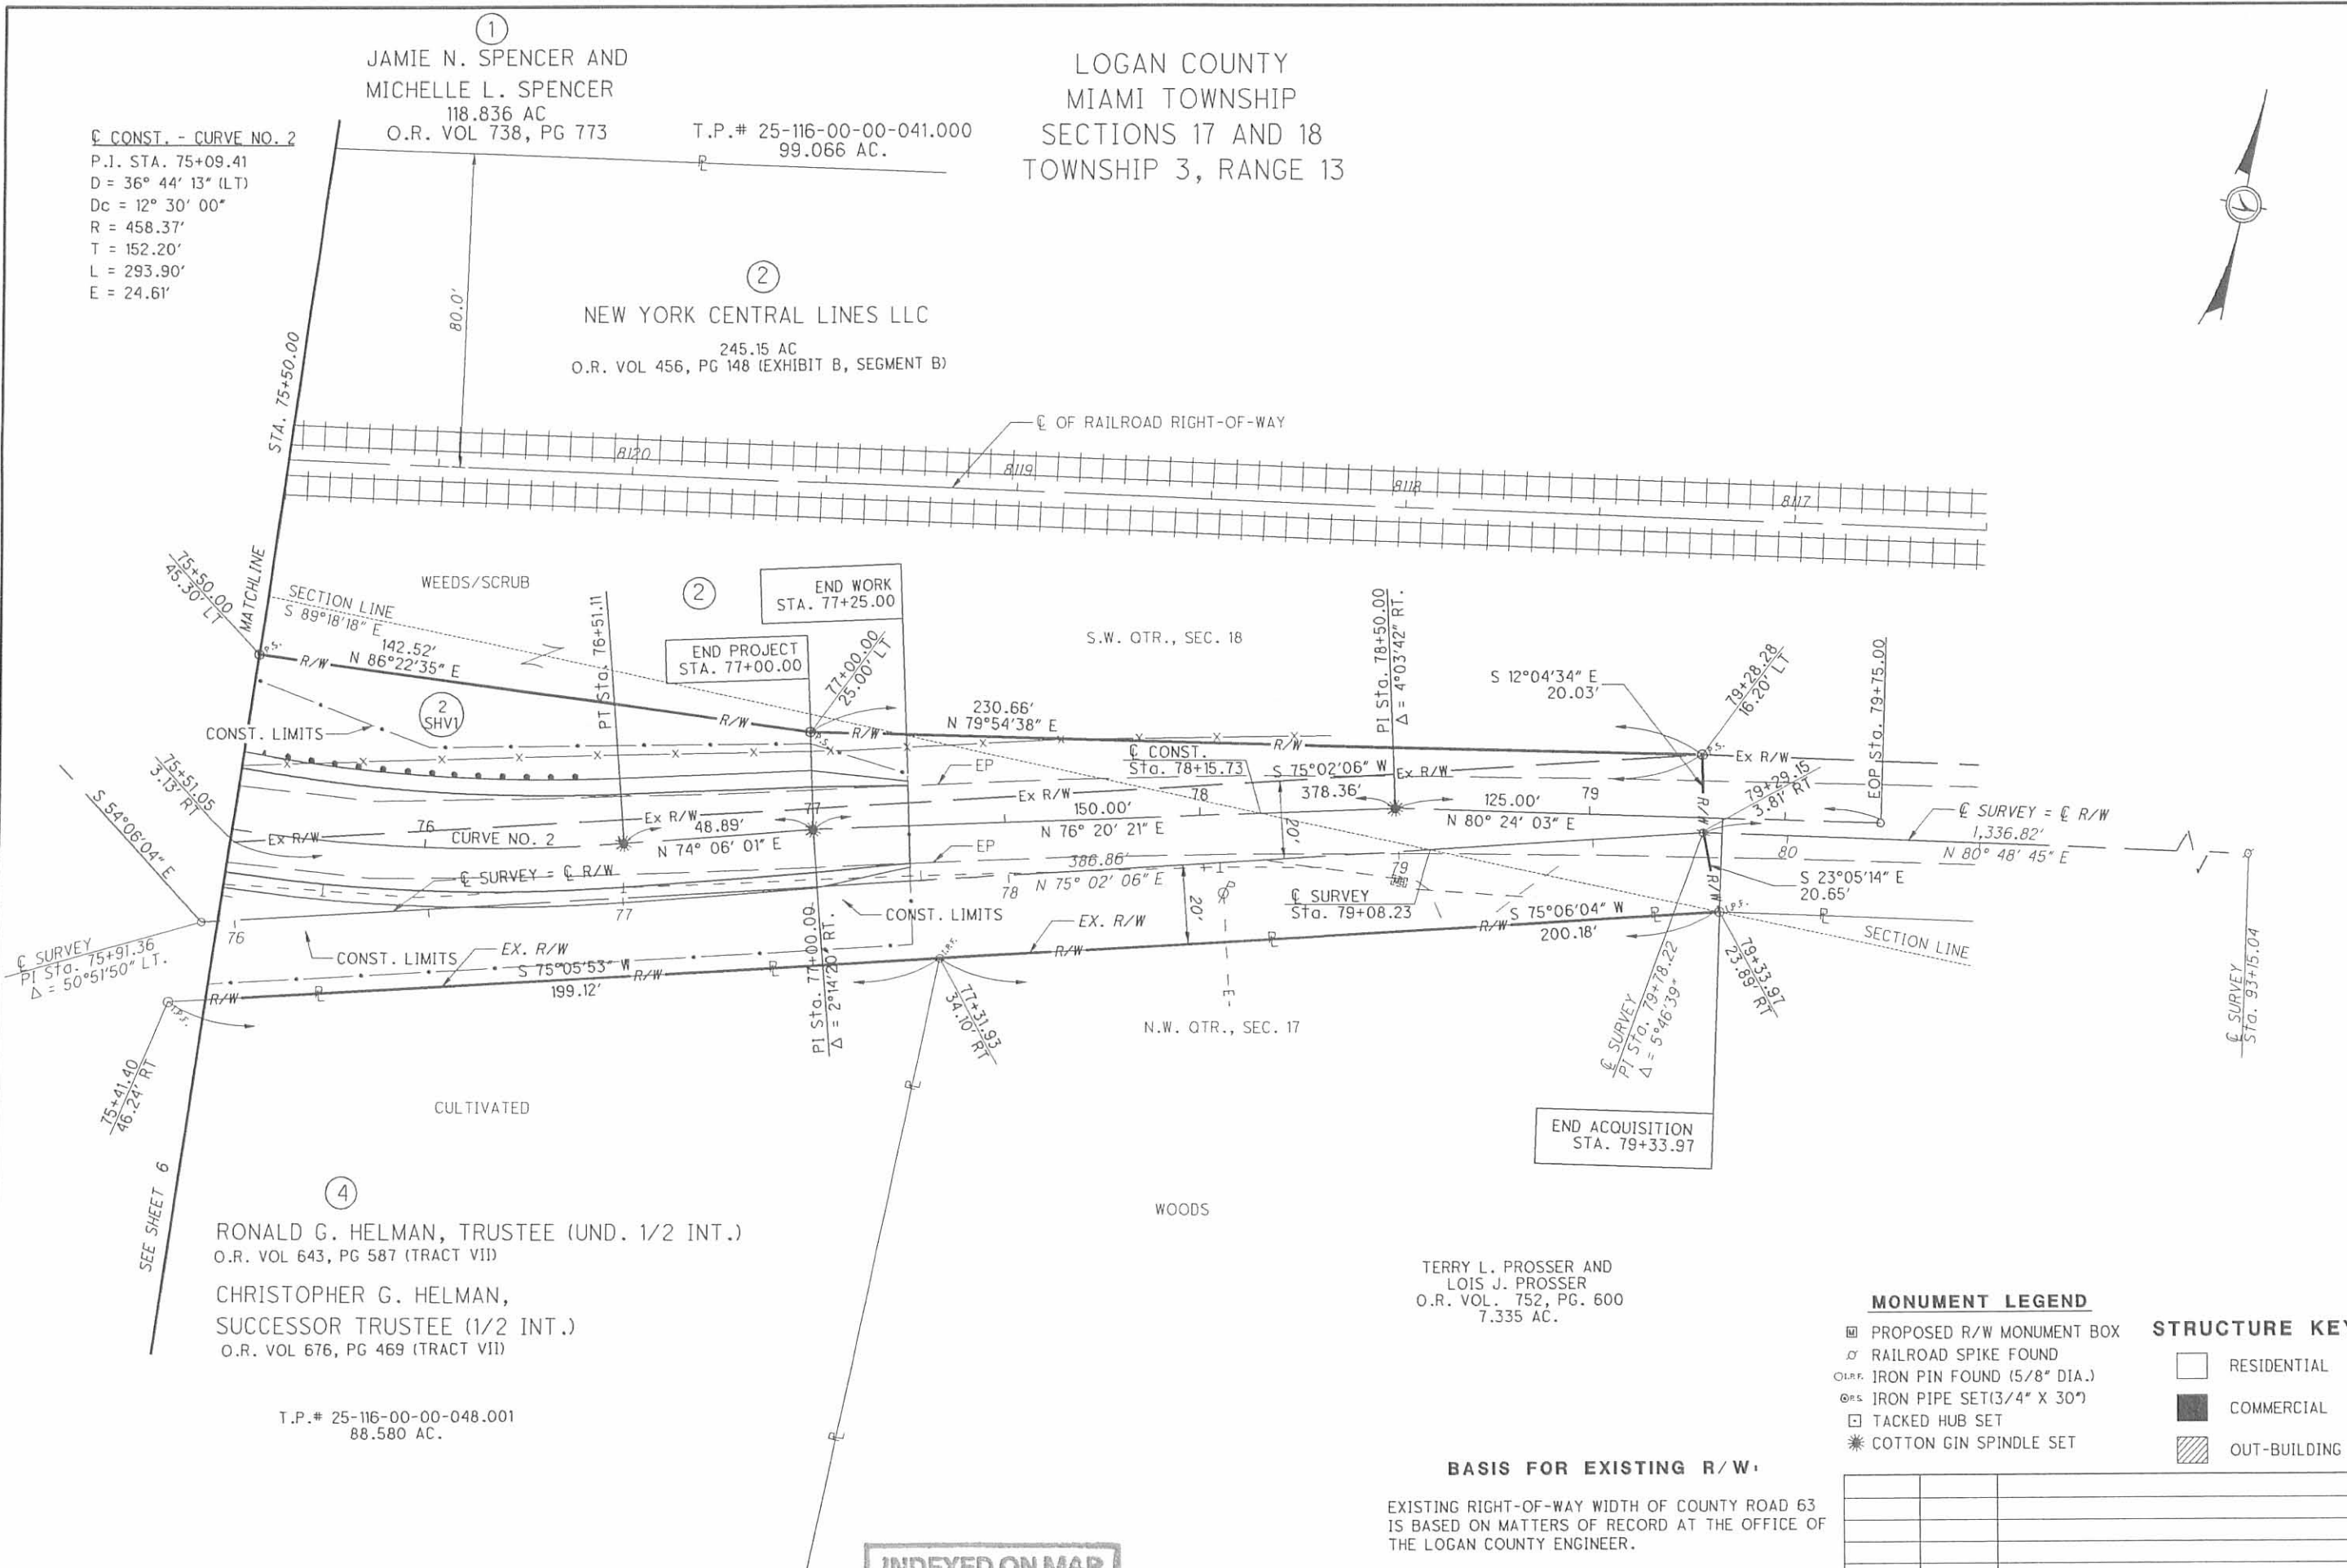 1
JAMIE N. SPENCER AND
MICHELLE L. SPENCER
118.836 AC
O.R. VOL 738, PG 773
T.P.# 25-116-00-00-041.000
99.066 AC.
LOGAN COUNTY
MIAMI TOWNSHIP
SECTIONS 17 AND 18
TOWNSHIP 3, RANGE 13
℄ CONST. - CURVE NO. 2
P.I. STA. 75+09.41
D = 36° 44' 13" (LT)
Dc = 12° 30' 00"
R = 458.37'
T = 152.20'
L = 293.90'
E = 24.61'
℄
80.0'
2
NEW YORK CENTRAL LINES LLC
245.15 AC
O.R. VOL 456, PG 148 (EXHIBIT B, SEGMENT B)
STA. 75+50.00
MATCHLINE
SEE SHEET 6
℄ OF RAILROAD RIGHT-OF-WAY
8120
8119
8118
8117
75+50.00
45.30' LT
WEEDS/SCRUB
SECTION LINE
S 89°18'18" E
142.52'
N 86°22'35" E
P.S.
R/W
2
END WORK
STA. 77+25.00
END PROJECT
STA. 77+00.00
PT Sta. 76+51.11
77+00.00
25.00' LT
S.W. QTR., SEC. 18
PI Sta. 78+50.00
Δ = 4°03'42" RT.
S 12°04'34" E
20.03'
79+28.28
16.20' LT
EOP Sta. 79+75.00
2
SHV1
CONST. LIMITS
R/W
P.S.
R/W
230.66'
N 79°54'38" E
R/W
P.S.
Ex R/W
℄ CONST.
Sta. 78+15.73
EP
S 75°02'06" W
378.36'
Ex R/W
75+51.05
3.13' RT
79+29.15
3.81' RT
S 54°06'04" E
Ex R/W
76
CURVE NO. 2
Ex R/W
48.89'
N 74° 06' 01" E
77
Ex R/W
150.00'
N 76° 20' 21" E
78
20'
125.00'
N 80° 24' 03" E
79
R/W
℄ SURVEY = ℄ R/W
1,336.82'
N 80° 48' 45" E
80
EP
386.86'
N 75° 02' 06" E
℄ SURVEY = ℄ R/W
76
77
78
79
R/W
S 23°05'14" E
20.65'
℄ SURVEY
Sta. 79+08.23
CONST. LIMITS
20'
EX. R/W
S 75°06'04" W
200.18'
R/W
I.P.S.
SECTION LINE
℄ SURVEY
PI Sta. 75+91.36
Δ = 50°51'50" LT.
CONST. LIMITS
EX. R/W
S 75°05'53" W
199.12'
R/W
R/W
R/W
I.P.F.
I.P.S.
E
PI Sta. 77+00.00
Δ = 2°14'20" RT.
77+31.93
34.10' RT
N.W. QTR., SEC. 17
℄ SURVEY
PI Sta. 79+78.22
Δ = 5°46'39"
79+33.97
23.89' RT
℄ SURVEY
Sta. 93+15.04
75+41.40
46.24' RT
CULTIVATED
END ACQUISITION
STA. 79+33.97
4
RONALD G. HELMAN, TRUSTEE (UND. 1/2 INT.)
O.R. VOL 643, PG 587 (TRACT VII)
CHRISTOPHER G. HELMAN,
SUCCESSOR TRUSTEE (1/2 INT.)
O.R. VOL 676, PG 469 (TRACT VII)
T.P.# 25-116-00-00-048.001
88.580 AC.
WOODS
TERRY L. PROSSER AND
LOIS J. PROSSER
O.R. VOL. 752, PG. 600
7.335 AC.
MONUMENT LEGEND
M PROPOSED R/W MONUMENT BOX
RAILROAD SPIKE FOUND
I.P.F. IRON PIN FOUND (5/8" DIA.)
P.S. IRON PIPE SET(3/4" X 30")
TACKED HUB SET
COTTON GIN SPINDLE SET
STRUCTURE KEY
RESIDENTIAL
COMMERCIAL
OUT-BUILDING
BASIS FOR EXISTING R/W:
EXISTING RIGHT-OF-WAY WIDTH OF COUNTY ROAD 63
IS BASED ON MATTERS OF RECORD AT THE OFFICE OF
THE LOGAN COUNTY ENGINEER.
INDEXED ON MAP